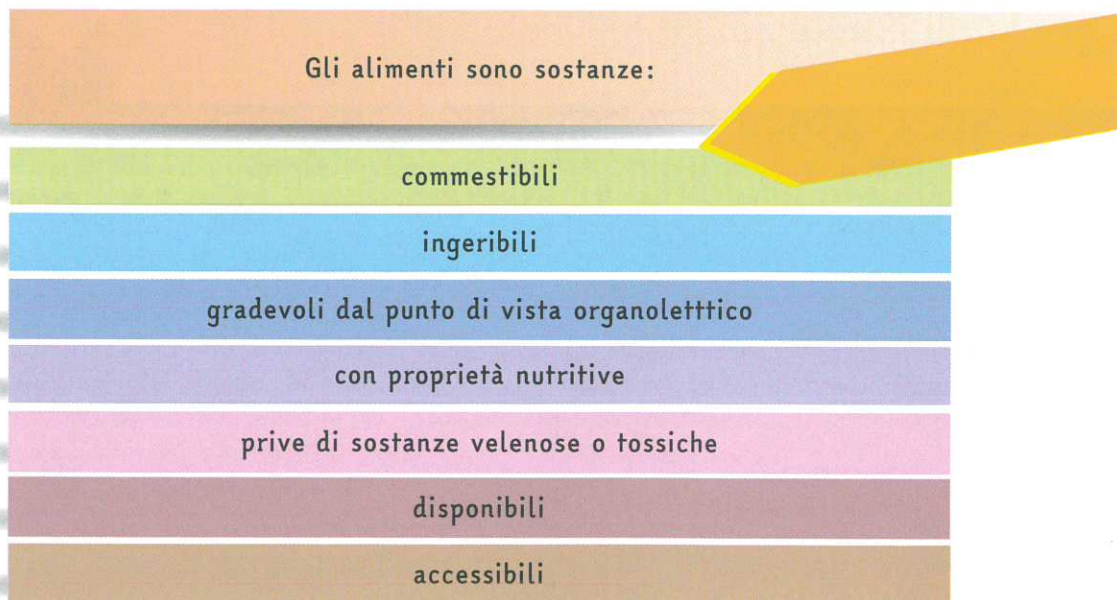 Gli alimenti sono sostanze:
commestibili
ingeribili
gradevoli dal punto di vista organoletttico
con proprietà nutritive
prive di sostanze velenose o tossiche
disponibili
accessibili